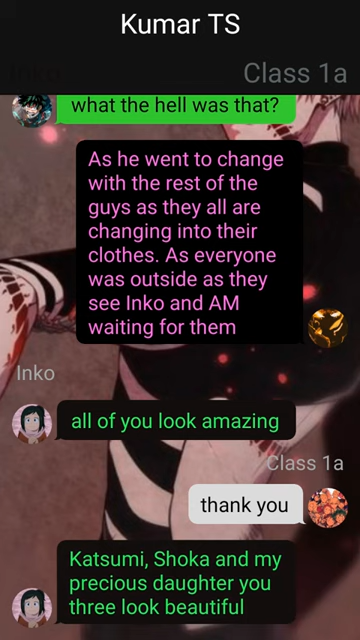 Kumar TS
Inko
Class 1a
what the hell was that?
As he went to change
with the rest of the
guys as they all are
changing into their
clothes. As everyone
was outside as they
see Inko and AM
waiting for them
Inko
all of you look amazing
Class 1a
thank you
Katsumi, Shoka and my
precious daughter you
three look beautiful